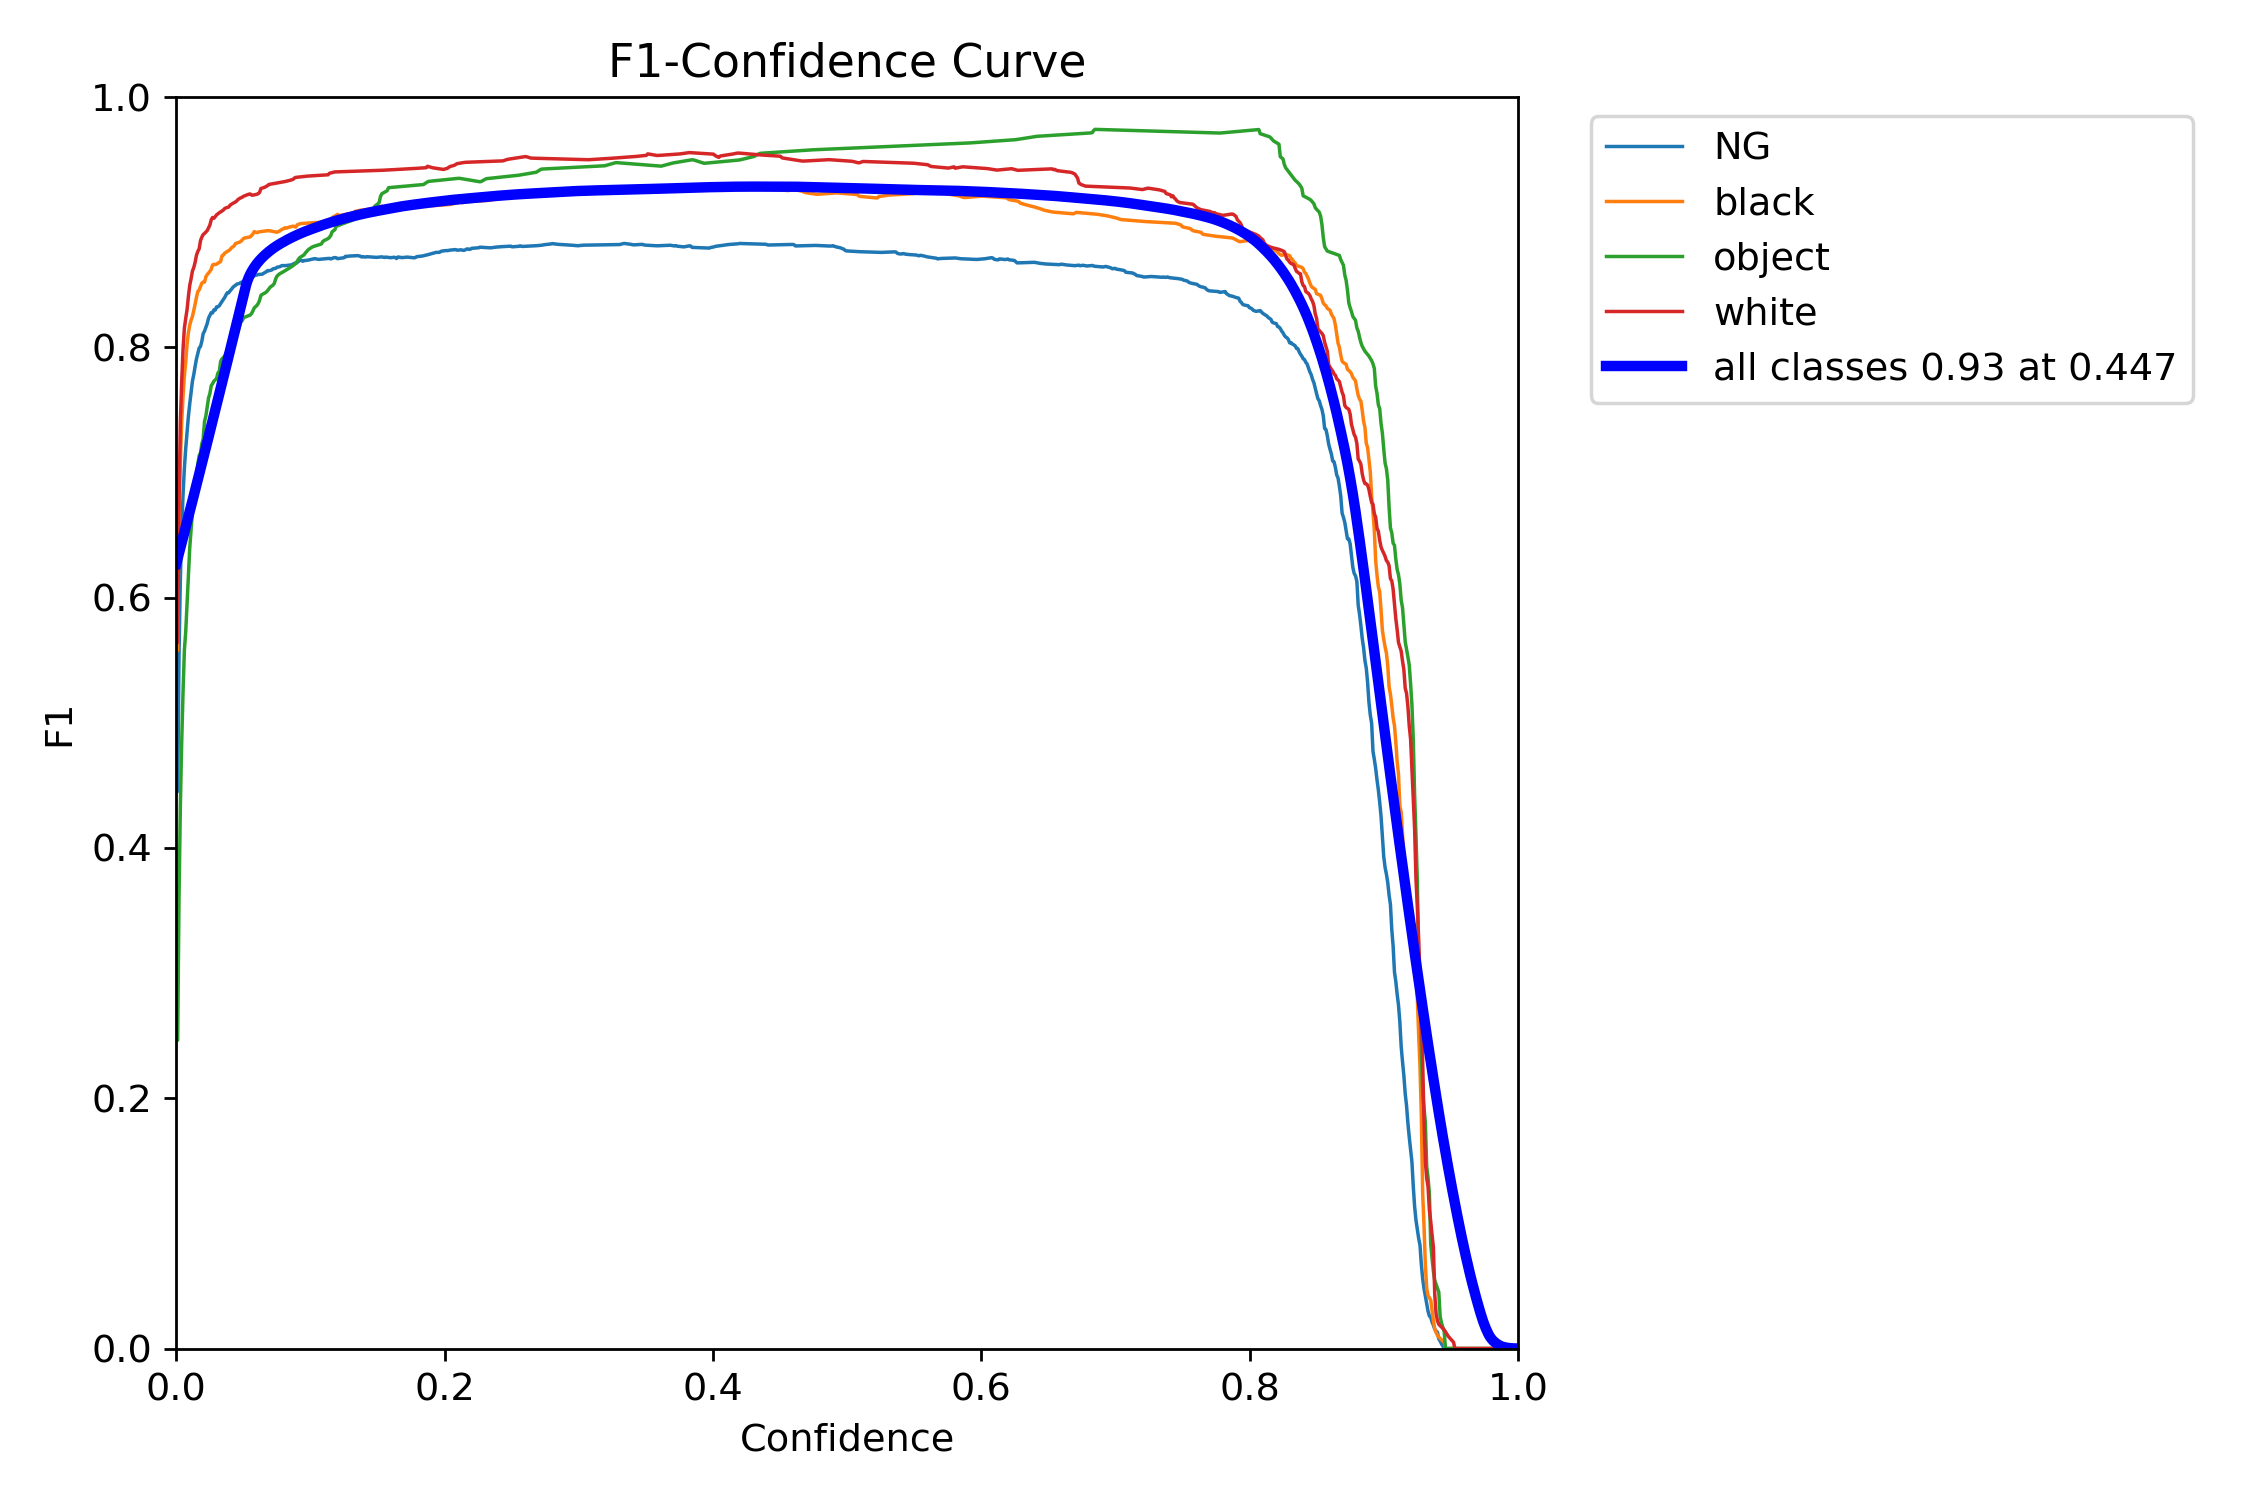 F1-Confidence Curve
1.0
0.8
0.6
0.4
0.2
0.0
F1
0.0 0.2 0.4 0.6 0.8 1.0
Confidence
NG
black
object
white
all classes 0.93 at 0.447